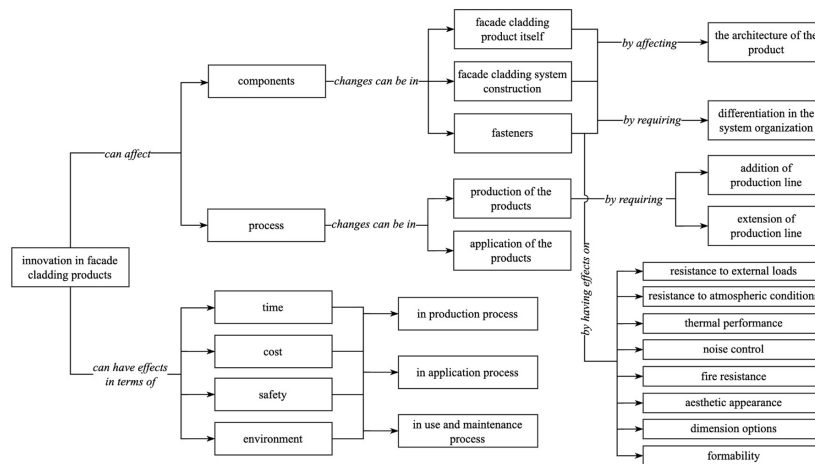 innovation in facade
cladding products
can affect
components
changes can be in
facade cladding
product itself
facade cladding system
construction
fasteners
by affecting
the architecture of the
product
by requiring
differentiation in the
system organization
process
changes can be in
production of the
products
application of the
products
by requiring
addition of
production line
extension of
production line
by having effects on
resistance to external loads
resistance to atmospheric conditions
thermal performance
noise control
fire resistance
aesthetic appearance
dimension options
formability
can have effects
in terms of
time
cost
safety
environment
in production process
in application process
in use and maintenance
process